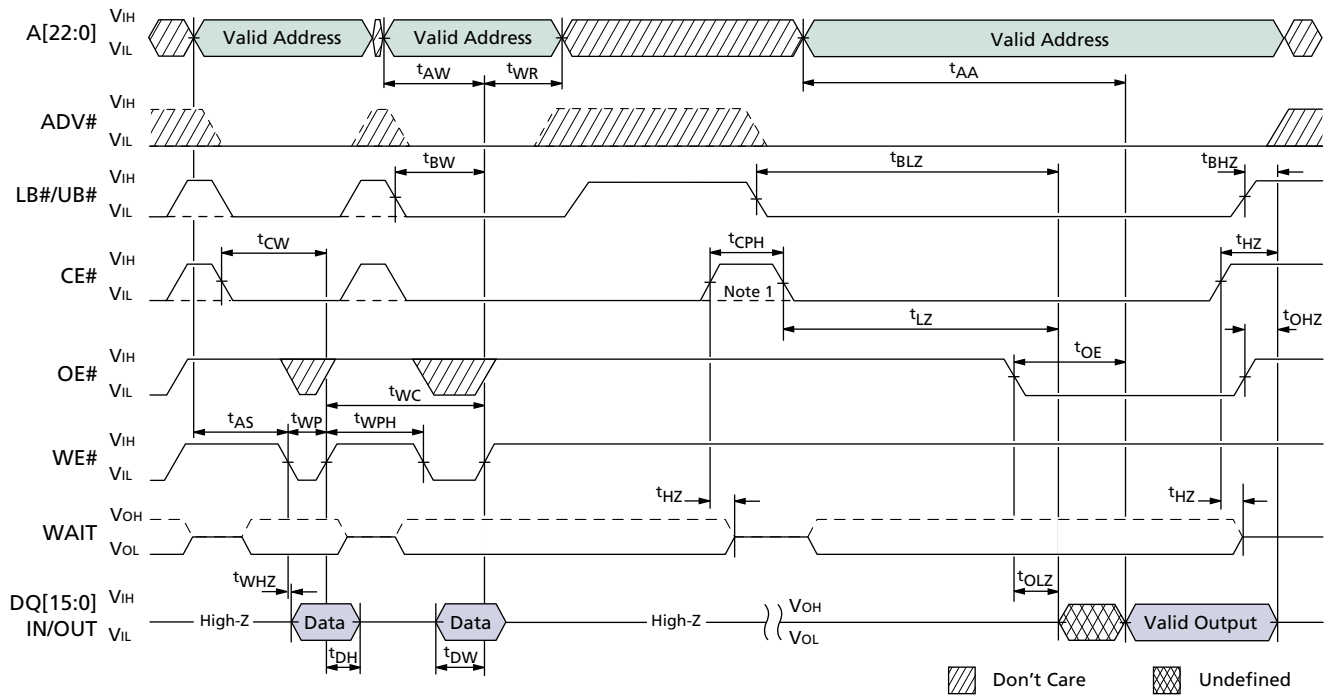 A[22:0] VIH VIL Valid Address Valid Address Valid Address
tAW tWR tAA
ADV# VIH VIL
tBW tBLZ tBHZ
LB#/UB# VIH VIL
tCW tCPH tHZ
CE# VIH VIL Note 1
tLZ tOHZ
OE# VIH VIL tOE
tWC
tAS tWP tWPH
WE# VIH VIL
tHZ tHZ
WAIT VOH VOL
tWHZ tOLZ
DQ[15:0] IN/OUT VIH VIL High-Z Data Data High-Z VOH VOL Valid Output
tDH tDW
Don't Care Undefined